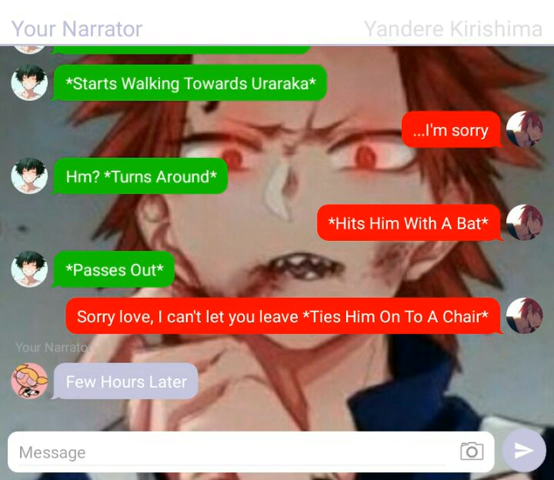 Your Narrator
Yandere Kirishima
*Starts Walking Towards Uraraka*
...I'm sorry
Hm? *Turns Around*
*Hits Him With A Bat*
*Passes Out*
Sorry love, I can't let you leave *Ties Him On To A Chair*
Your Narrator
Few Hours Later
Message